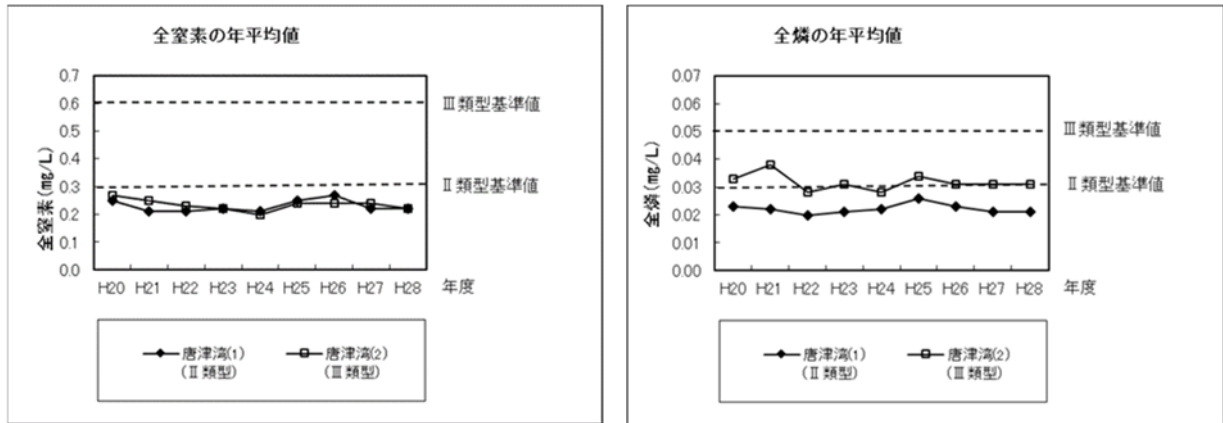 全窒素の年平均値
0.7
0.6
0.5
0.4
0.3
0.2
0.1
0.0
全窒素(mg/L)
Ⅲ類型基準値
Ⅱ類型基準値
H20 H21 H22 H23 H24 H25 H26 H27 H28 年度
唐津湾(1) 唐津湾(2)
(Ⅱ類型) (Ⅲ類型)
全燐の年平均値
0.07
0.06
0.05
0.04
0.03
0.02
0.01
0.00
全燐(mg/L)
Ⅲ類型基準値
Ⅱ類型基準値
H20 H21 H22 H23 H24 H25 H26 H27 H28 年度
唐津湾(1) 唐津湾(2)
(Ⅱ類型) (Ⅲ類型)